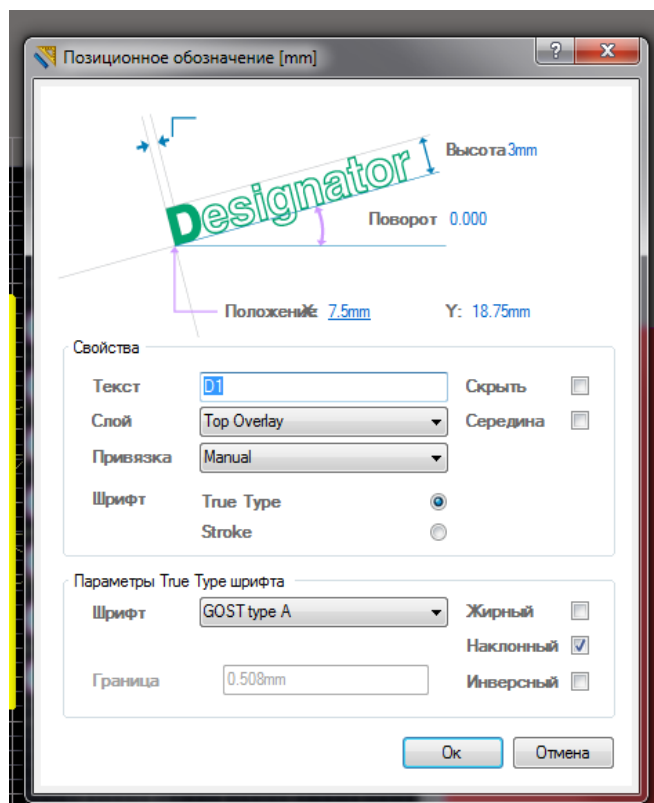 Позиционное обозначение [mm]
Designator
Высота 3mm
Поворот 0.000
Положение X: 7.5mm Y: 18.75mm
Свойства
Текст D1 Скрыть
Слой Top Overlay Середина
Привязка Manual
Шрифт True Type
Stroke
Параметры True Type шрифта
Шрифт GOST type A Жирный
Наклонный
Граница 0.508mm Инверсный
Ок Отмена